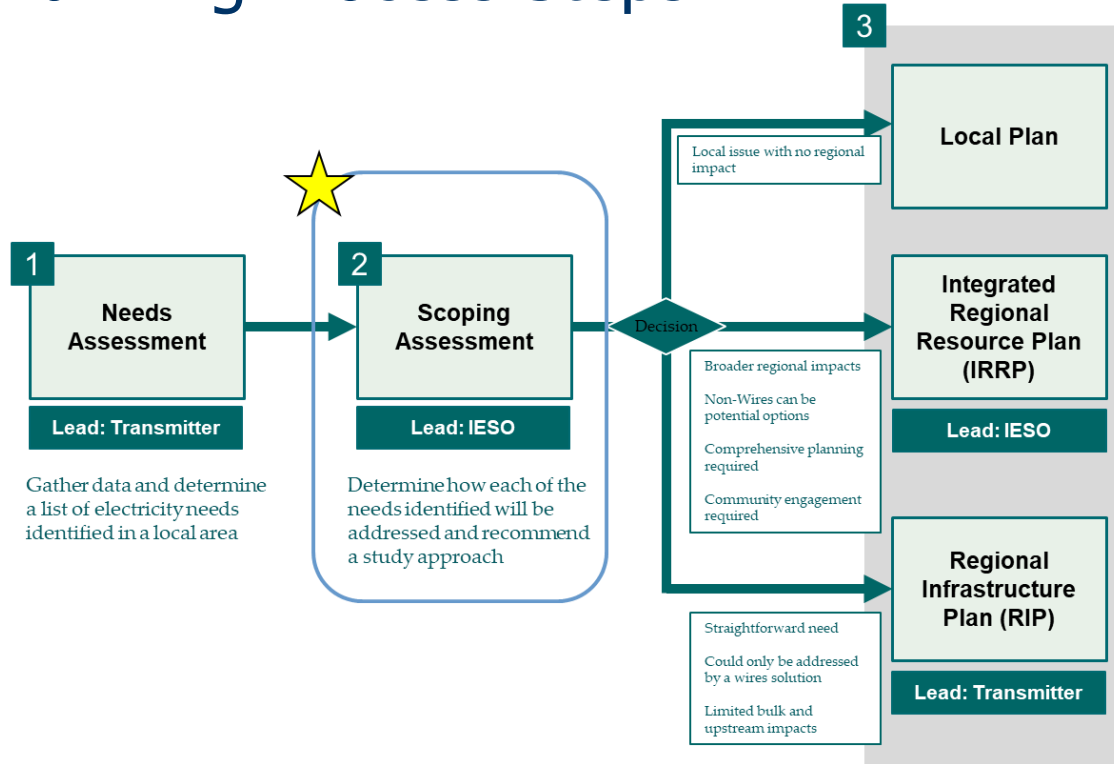 Process Steps
3
Local Plan
Local issue with no regional
impact
1
Needs
Assessment
Lead: Transmitter
Gather data and determine
a list of electricity needs
identified in a local area
2
Scoping
Assessment
Lead: IESO
Determine how each of the
needs identified will be
addressed and recommend
a study approach
Decision
Integrated
Regional
Resource Plan
(IRRP)
Lead: IESO
Broader regional impacts
Non-Wires can be
potential options
Comprehensive planning
required
Community engagement
required
Regional
Infrastructure
Plan (RIP)
Lead: Transmitter
Straightforward need
Could only be addressed
by a wires solution
Limited bulk and
upstream impacts